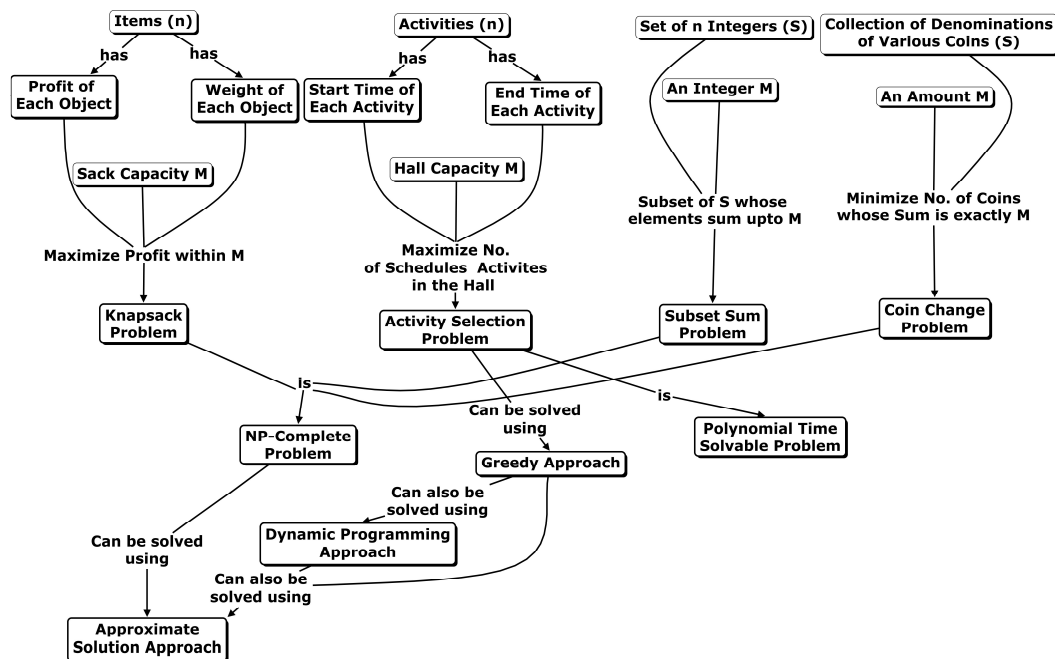 Items (n)
has
has
Profit of
Each Object
Weight of
Each Object
Sack Capacity M
Maximize Profit within M
Knapsack
Problem
Activities (n)
has
has
Start Time of
Each Activity
End Time of
Each Activity
Hall Capacity M
Maximize No.
of Schedules Activites
in the Hall
Activity Selection
Problem
Set of n Integers (S)
An Integer M
Subset of S whose
elements sum upto M
Subset Sum
Problem
Collection of Denominations
of Various Coins (S)
An Amount M
Minimize No. of Coins
whose Sum is exactly M
Coin Change
Problem
is
NP-Complete
Problem
Can be solved
using
Greedy Approach
is
Polynomial Time
Solvable Problem
Can also be
solved using
Dynamic Programming
Approach
Can be solved
using
Can also be
solved using
Approximate
Solution Approach